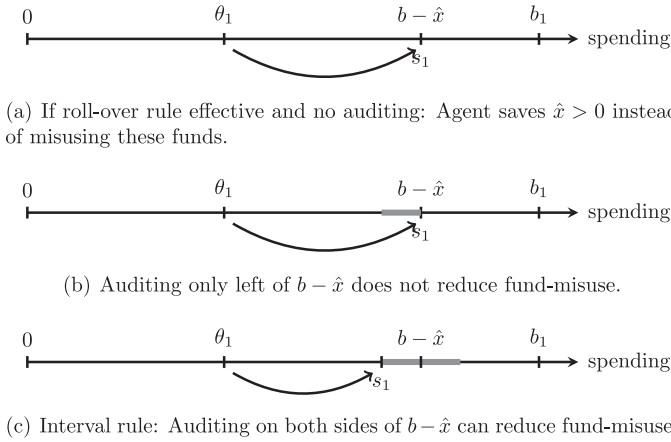 0 θ₁ b − x̂ b₁
spending
s₁
(a) If roll-over rule effective and no auditing: Agent saves x̂ > 0 instead
of misusing these funds.
0 θ₁ b − x̂ b₁
spending
s₁
(b) Auditing only left of b − x̂ does not reduce fund-misuse.
0 θ₁ b − x̂ b₁
spending
s₁
(c) Interval rule: Auditing on both sides of b − x̂ can reduce fund-misuse